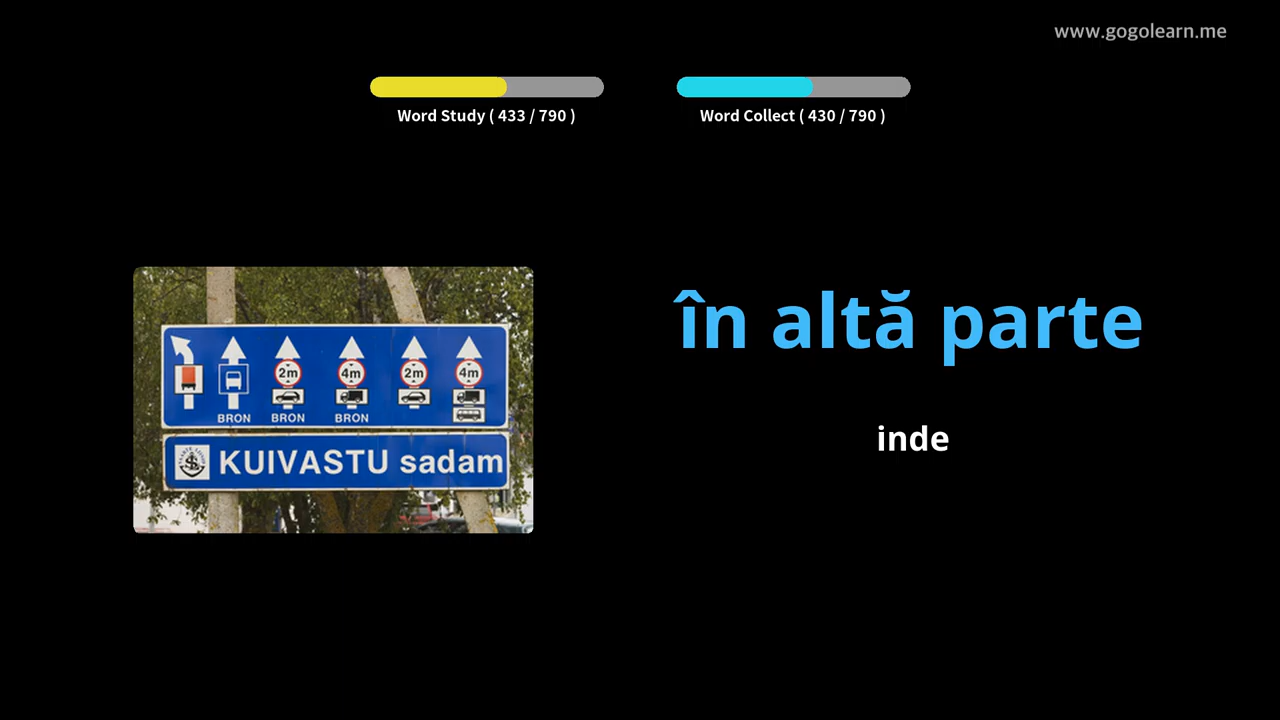 www.gogolearn.me
Word Study ( 433 / 790 )
Word Collect ( 430 / 790 )
în altă parte
inde
2m 4m 2m 4m
BRON BRON BRON
KUIVASTU sadam